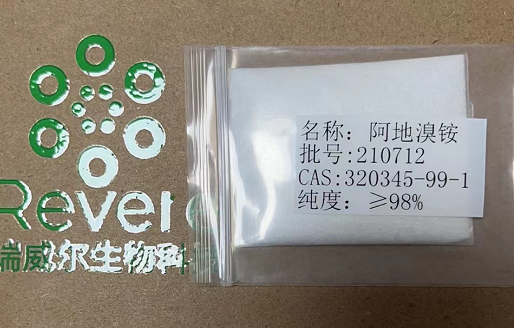 Revere
瑞威尔生物科
名称: 阿地溴铵
批号:210712
CAS:320345-99-1
纯度: ≥98%